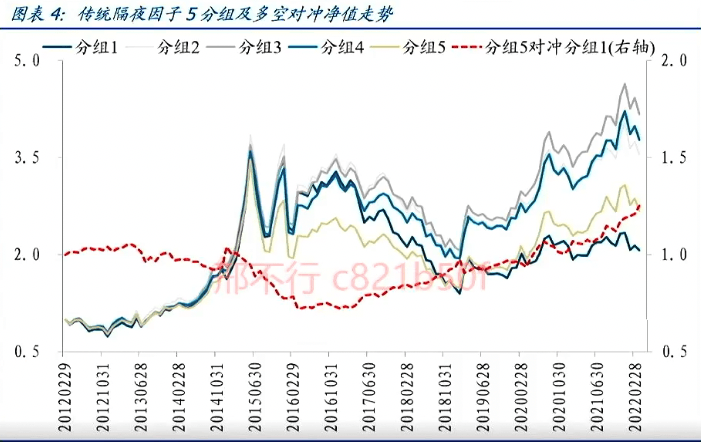 图表 4：传统隔夜因子 5 分组及多空对冲净值走势
分组1 分组2 分组3 分组4 分组5 分组5对冲分组1(右轴)
5.0 2.0
3.5 1.5
2.0 1.0
0.5 0.5
邢不行 c821b50f
20120229 20121031 20130628 20140228 20141031 20150630 20160229 20161031 20170630 20180228 20181031 20190628 20200228 20201030 20210630 20220228